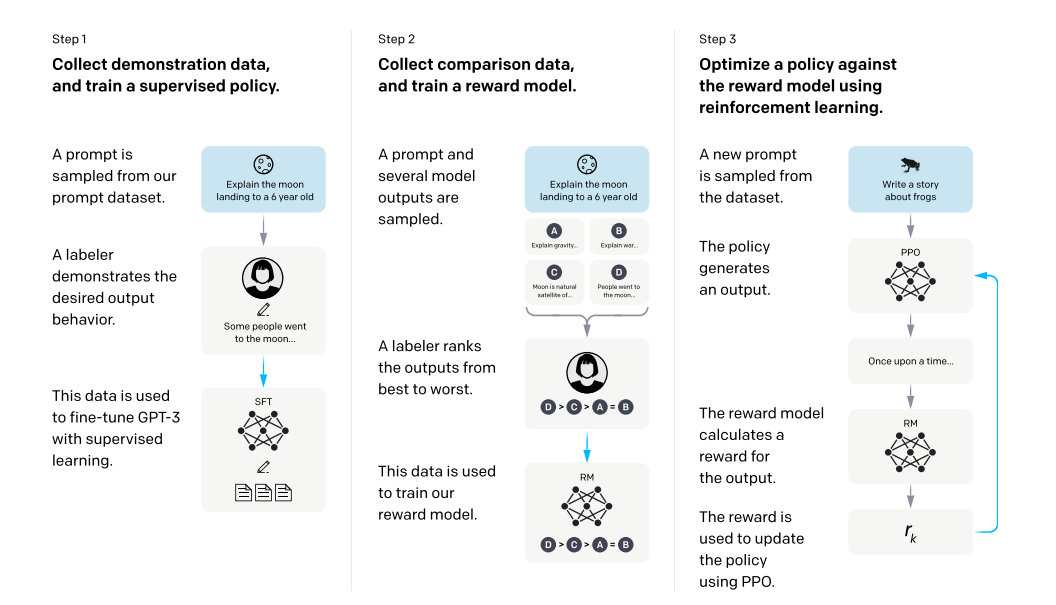 Step 1
Collect demonstration data,
and train a supervised policy.
A prompt is
sampled from our
prompt dataset.
Explain the moon
landing to a 6 year old
A labeler
demonstrates the
desired output
behavior.
Some people went
to the moon...
This data is used
to fine-tune GPT-3
with supervised
learning.
SFT
Step 2
Collect comparison data,
and train a reward model.
A prompt and
several model
outputs are
sampled.
Explain the moon
landing to a 6 year old
A
Explain gravity...
B
Explain war...
C
Moon is natural
satellite of...
D
People went to
the moon...
A labeler ranks
the outputs from
best to worst.
D > C > A = B
This data is used
to train our
reward model.
RM
D > C > A = B
Step 3
Optimize a policy against
the reward model using
reinforcement learning.
A new prompt
is sampled from
the dataset.
Write a story
about frogs
The policy
generates
an output.
PPO
Once upon a time...
The reward model
calculates a
reward for
the output.
RM
The reward is
used to update
the policy
using PPO.
r_k